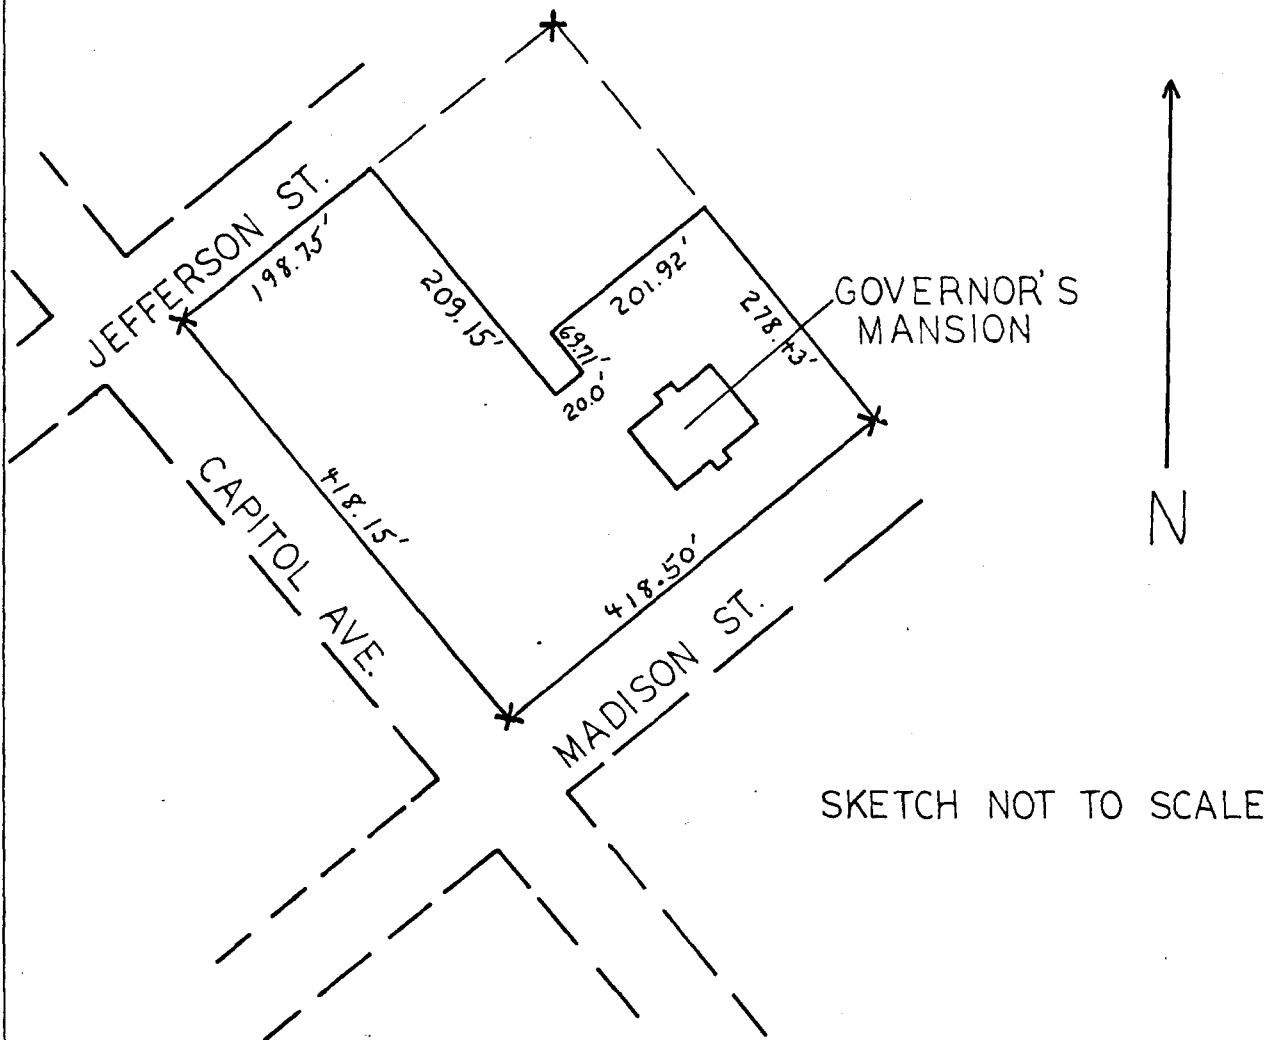 JEFFERSON ST.
198.75'
209.15'
201.92'
69.71'
20.0'
278.43'
GOVERNOR'S
MANSION
418.15'
CAPITOL AVE.
418.50'
MADISON ST.
N
SKETCH NOT TO SCALE